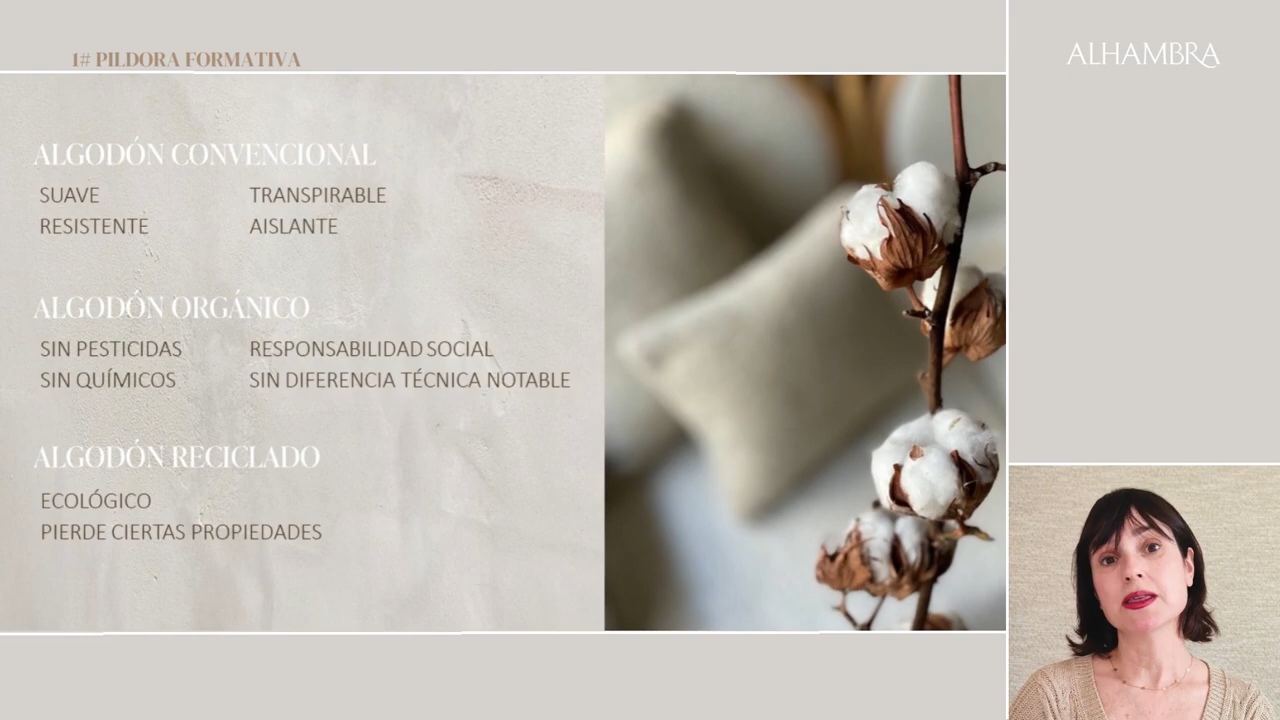 1# PILDORA FORMATIVA
ALHAMBRA
ALGODÓN CONVENCIONAL
SUAVE TRANSPIRABLE
RESISTENTE AISLANTE
ALGODÓN ORGÁNICO
SIN PESTICIDAS RESPONSABILIDAD SOCIAL
SIN QUÍMICOS SIN DIFERENCIA TÉCNICA NOTABLE
ALGODÓN RECICLADO
ECOLÓGICO
PIERDE CIERTAS PROPIEDADES